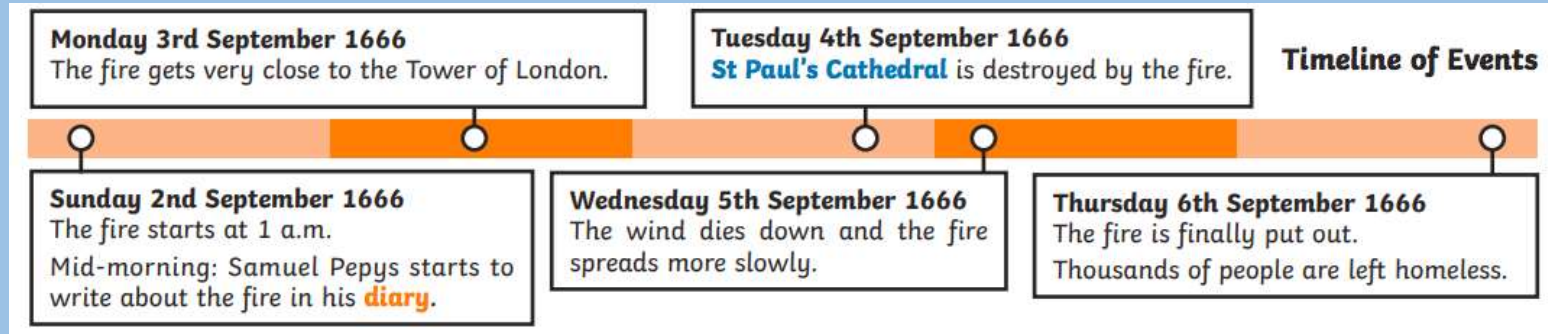 Timeline of Events
Sunday 2nd September 1666
The fire starts at 1 a.m.
Mid-morning: Samuel Pepys starts to
write about the fire in his diary.
Monday 3rd September 1666
The fire gets very close to the Tower of London.
Tuesday 4th September 1666
St Paul's Cathedral is destroyed by the fire.
Wednesday 5th September 1666
The wind dies down and the fire
spreads more slowly.
Thursday 6th September 1666
The fire is finally put out.
Thousands of people are left homeless.